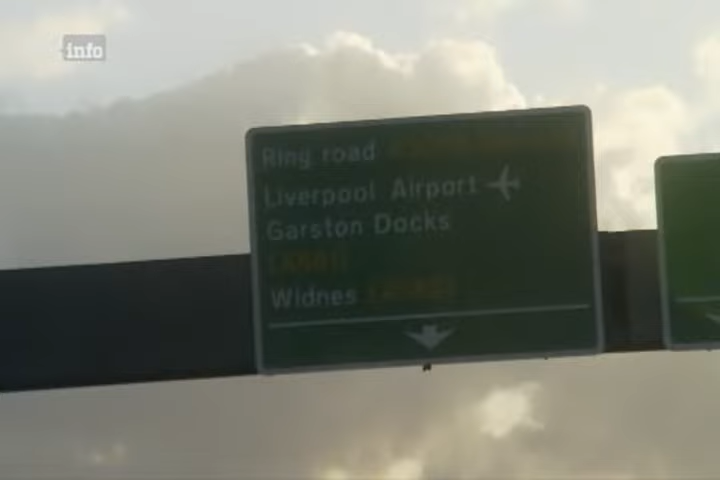 info
Ring road
Liverpool Airport
Garston Docks
Widnes